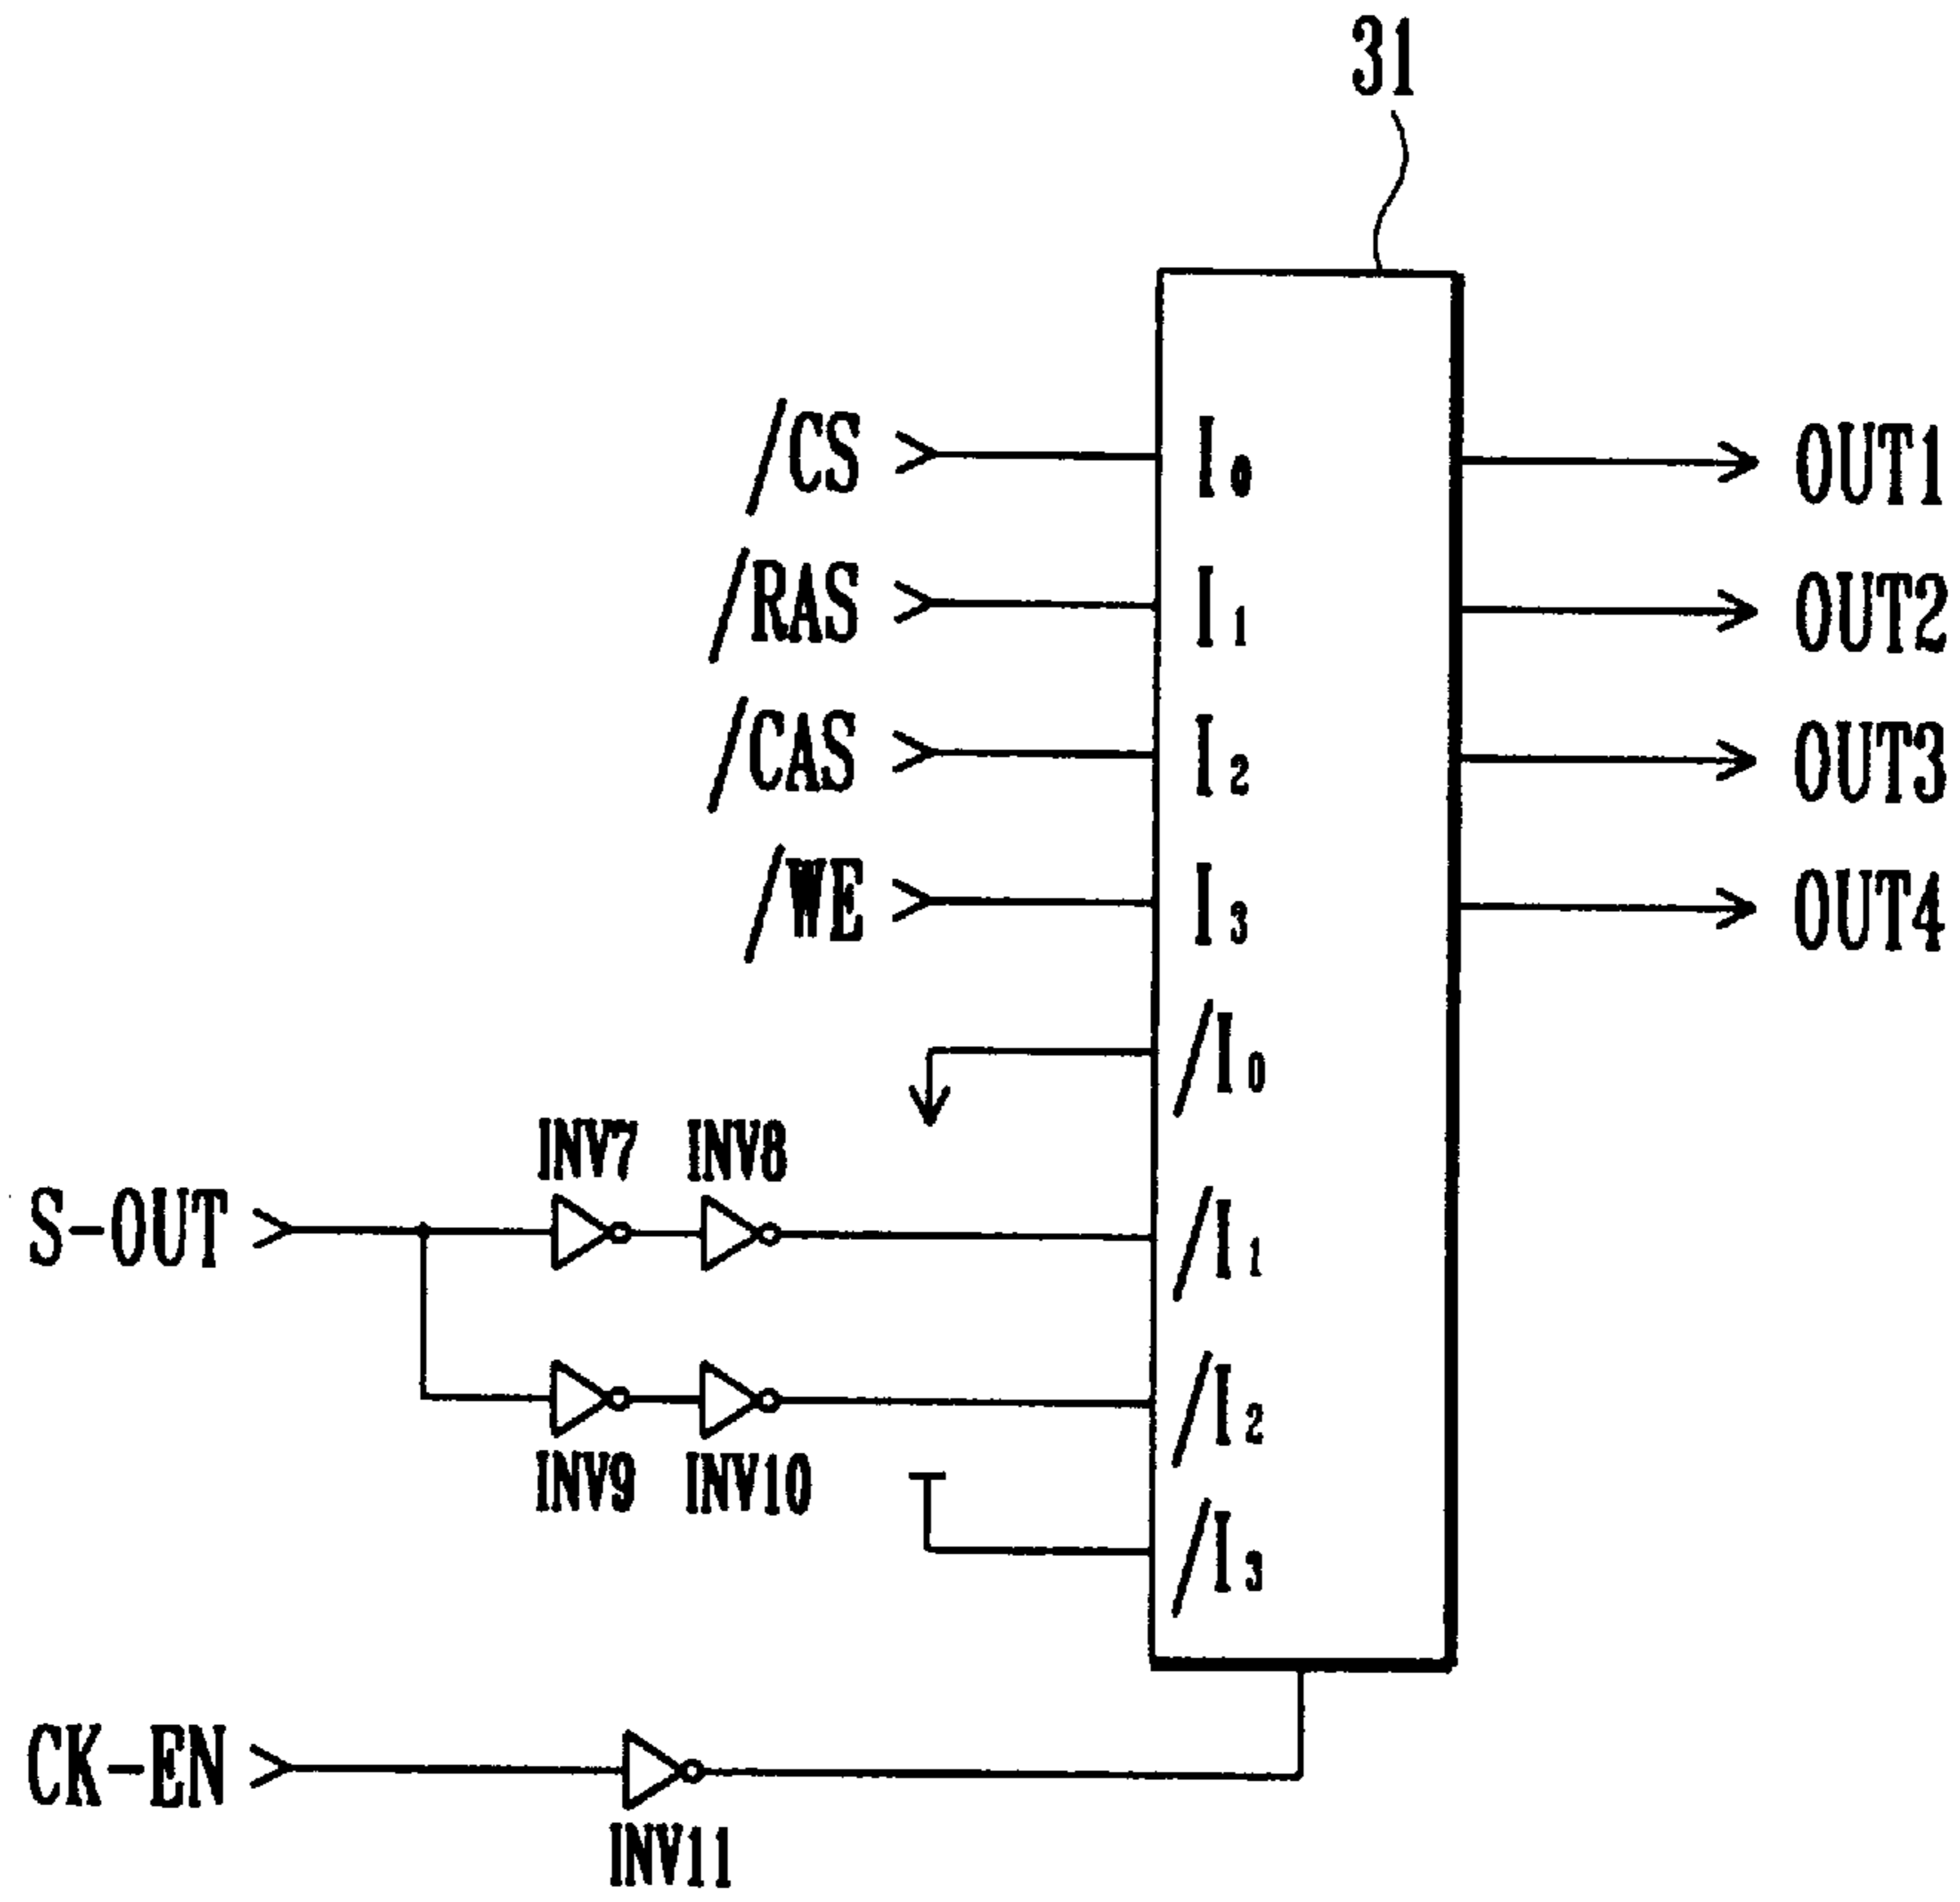 31
/CS I₀ OUT1
/RAS I₁ OUT2
/CAS I₂ OUT3
/WE I₃ OUT4
/I₀
INV7 INV8
S-OUT /I₁
/I₂
INV9 INV10
/I₃
CK-EN
INV11